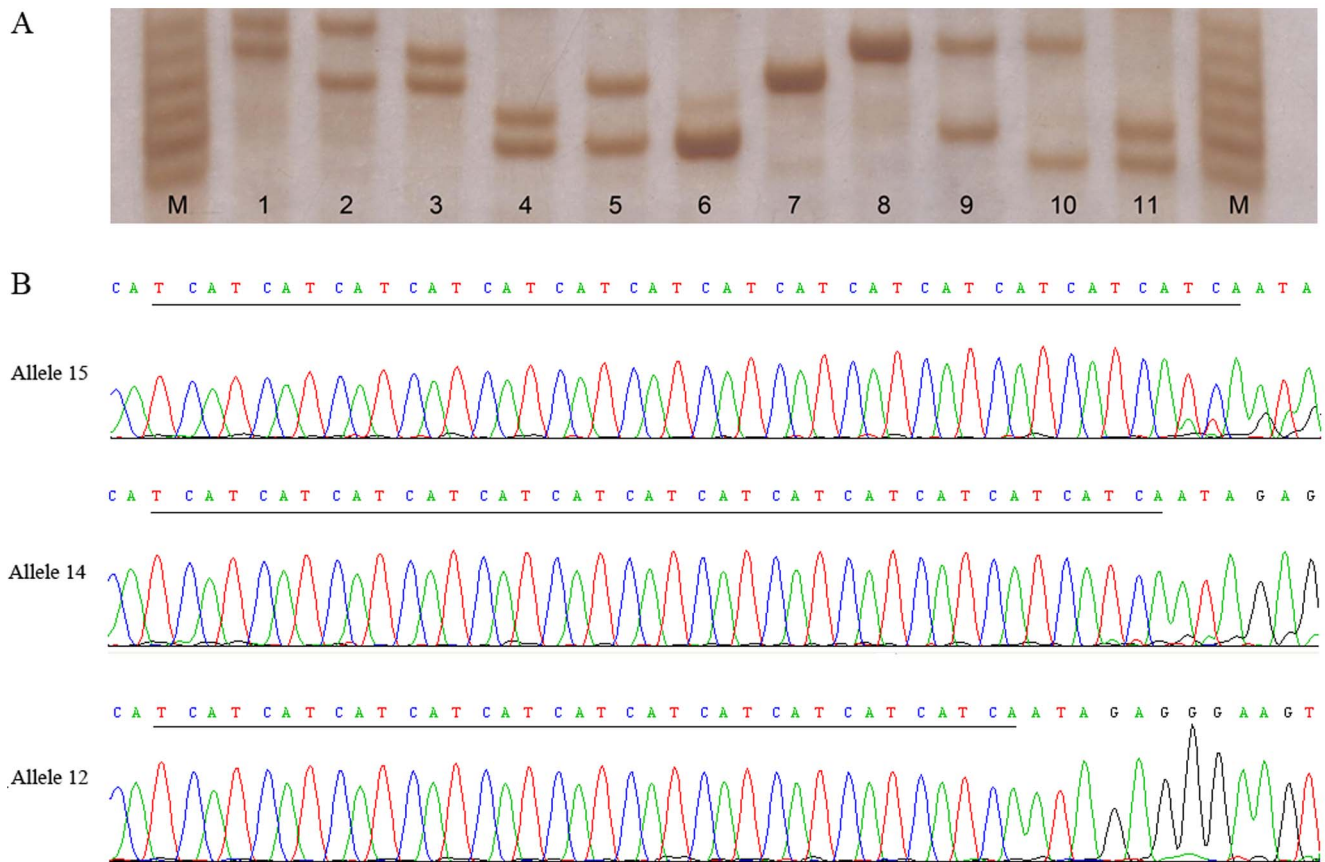 A
M 1 2 3 4 5 6 7 8 9 10 11 M
B
C A T C A T C A T C A T C A T C A T C A T C A T C A T C A T C A T C A T C A T C A T C A T C A A T A
Allele 15
C A T C A T C A T C A T C A T C A T C A T C A T C A T C A T C A T C A T C A T C A T C A A T A G A G
Allele 14
C A T C A T C A T C A T C A T C A T C A T C A T C A T C A T C A T C A T C A A T A G A G G G A A G T
Allele 12